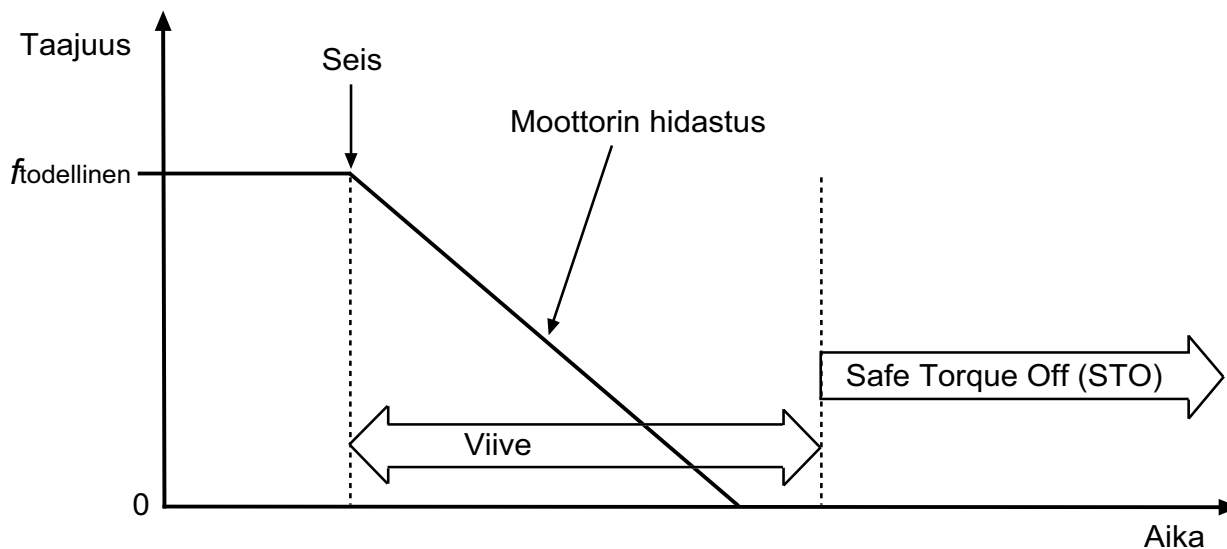 Taajuus
Seis
Moottorin hidastus
ftodellinen
Safe Torque Off (STO)
Viive
0
Aika